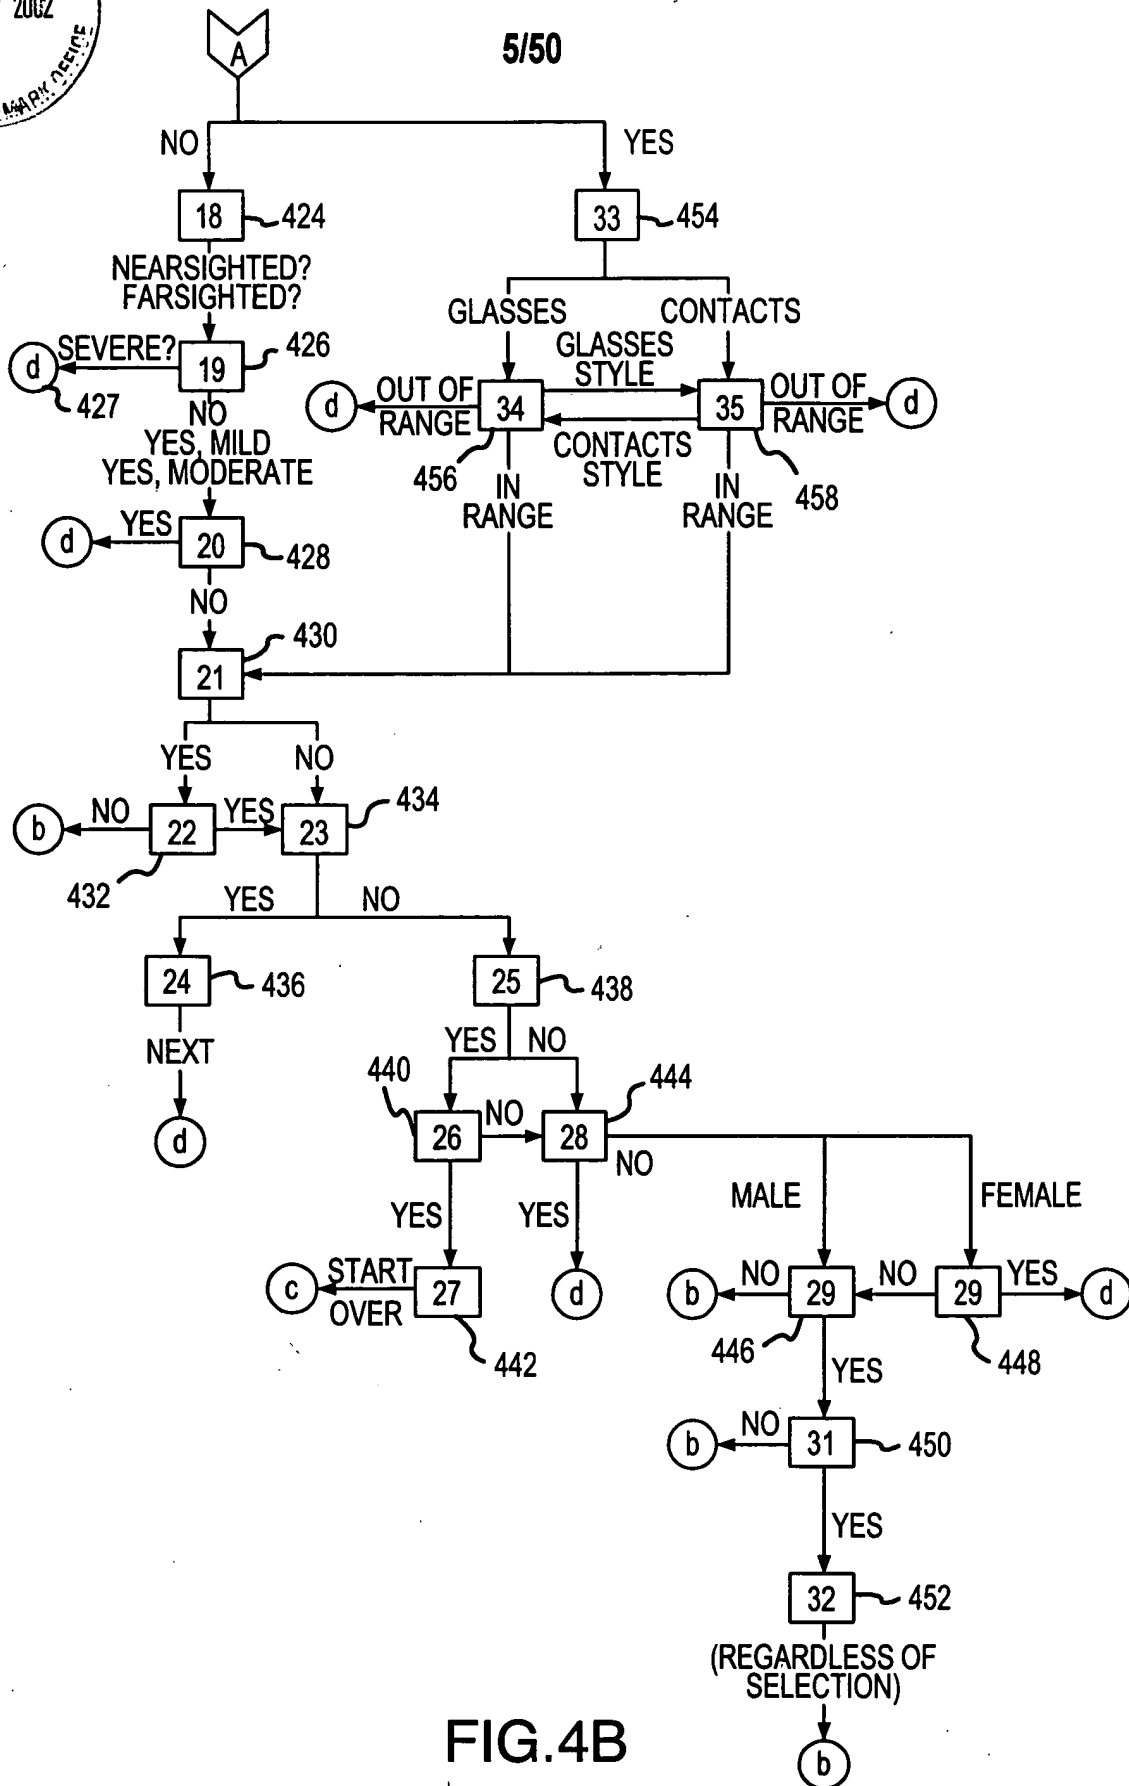 2002
MARK OFFICE
5/50
A
NO
YES
18
424
33
454
NEARSIGHTED?
FARSIGHTED?
GLASSES
CONTACTS
SEVERE?
d
427
19
426
GLASSES
STYLE
d
OUT OF
RANGE
34
456
35
458
OUT OF
RANGE
d
CONTACTS
STYLE
NO
YES, MILD
YES, MODERATE
IN
RANGE
IN
RANGE
d
YES
20
428
NO
21
430
YES
NO
b
NO
22
432
YES
23
434
YES
NO
24
436
25
438
NEXT
d
YES
NO
440
26
NO
28
444
NO
YES
YES
MALE
FEMALE
c
START
OVER
27
442
d
b
NO
29
446
NO
29
448
YES
d
YES
b
NO
31
450
YES
32
452
(REGARDLESS OF
SELECTION)
b
FIG.4B